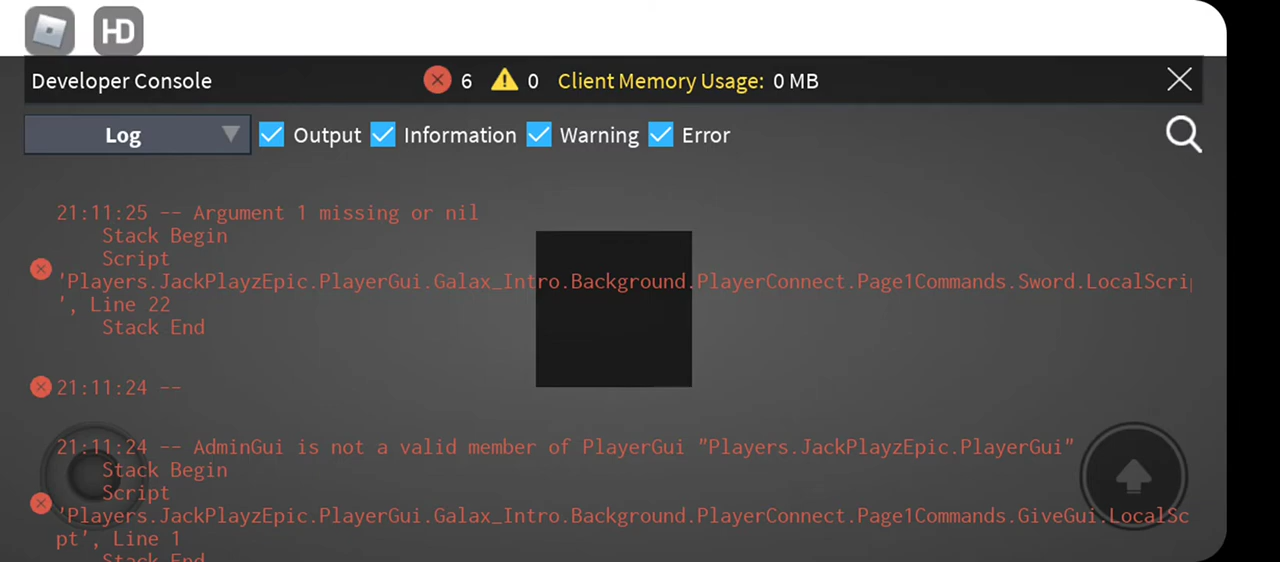 HD
Developer Console 6 0 Client Memory Usage: 0 MB
Log Output Information Warning Error
21:11:25 -- Argument 1 missing or nil
Stack Begin
Script
'Players.JackPlayzEpic.PlayerGui.Galax_Intro.Background.PlayerConnect.Page1Commands.Sword.LocalScri
', Line 22
Stack End
21:11:24 --
21:11:24 -- AdminGui is not a valid member of PlayerGui "Players.JackPlayzEpic.PlayerGui"
Stack Begin
Script
'Players.JackPlayzEpic.PlayerGui.Galax_Intro.Background.PlayerConnect.Page1Commands.GiveGui.LocalSc
pt', Line 1
Stack End